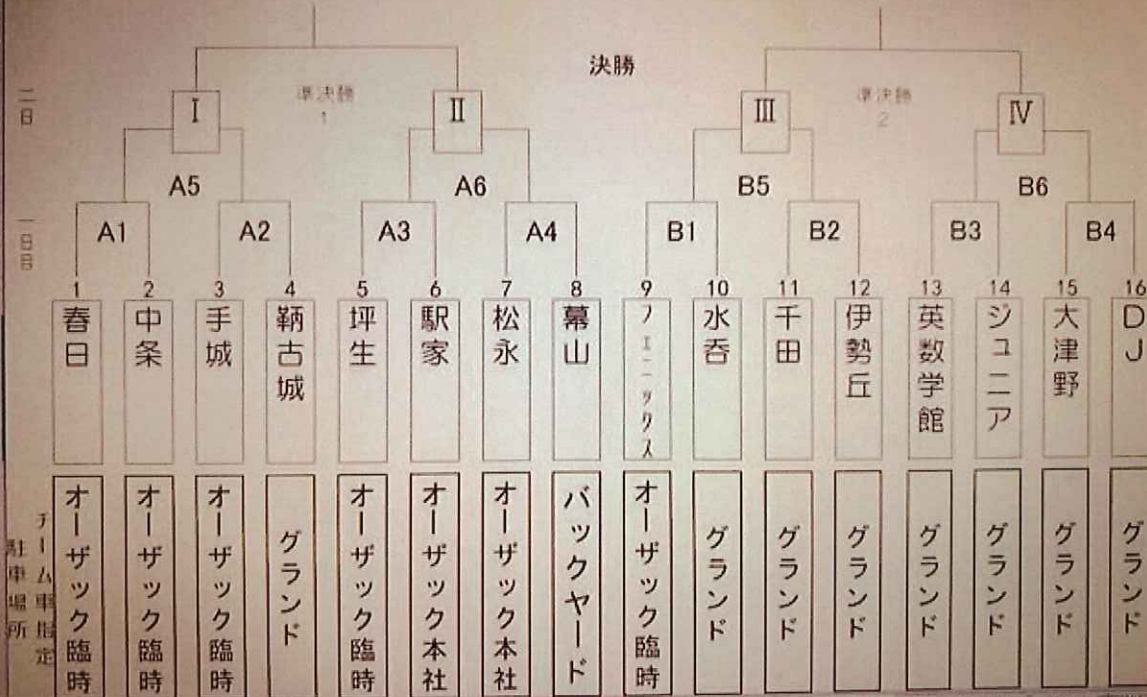 決勝
二日
I
準決勝
1
II
III
準決勝
2
IV
A5
A6
B5
B6
一日目
A1
A2
A3
A4
B1
B2
B3
B4
1
2
3
4
5
6
7
8
9
10
11
12
13
14
15
16
春日
中条
手城
鞆古城
坪生
駅家
松永
幕山
フェニックス
水呑
千田
伊勢丘
英数学館
ジュニア
大津野
DJ
チーム車指定
駐車場所
オーザック臨時
オーザック臨時
オーザック臨時
グランド
オーザック臨時
オーザック本社
オーザック本社
バックヤード
オーザック臨時
グランド
グランド
グランド
グランド
グランド
グランド
グランド